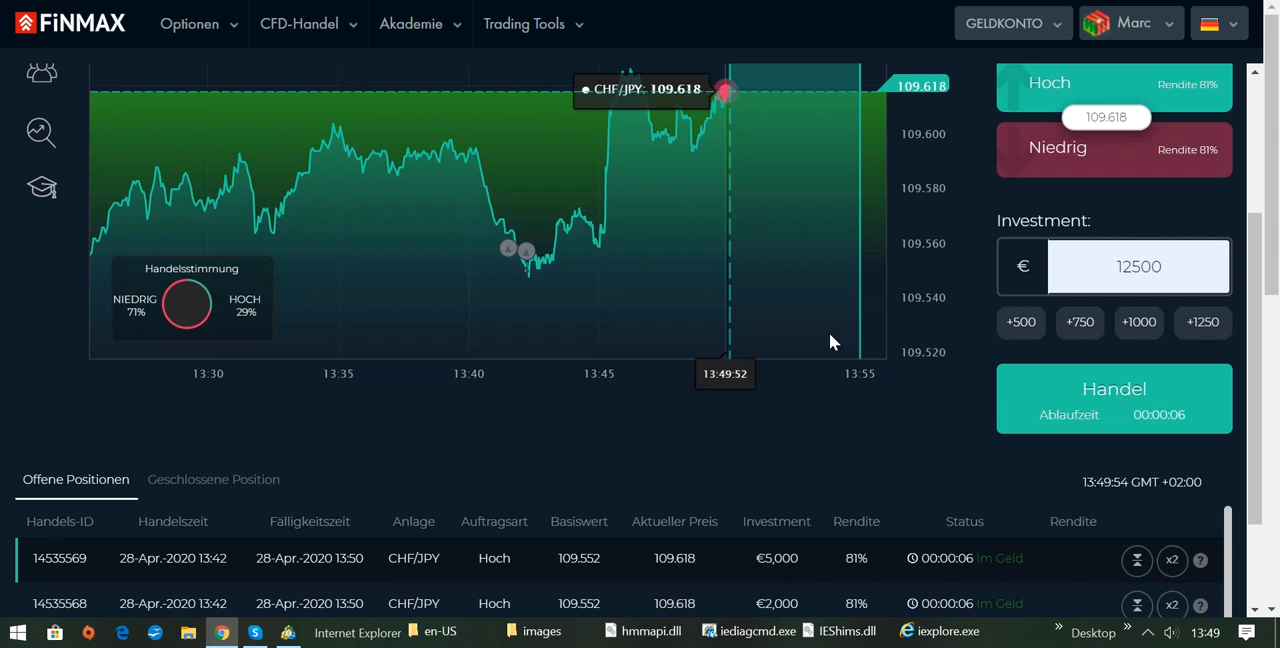 FiNMAX Optionen CFD-Handel Akademie Trading Tools GELDKONTO Marc
CHF/JPY: 109.618
109.618
109.600
109.580
109.560
109.540
109.520
Handelsstimmung
NIEDRIG 71%
HOCH 29%
13:30 13:35 13:40 13:45 13:49:52 13:55
Hoch Rendite 81%
109.618
Niedrig Rendite 81%
Investment:
€ 12500
+500 +750 +1000 +1250
Handel
Ablaufzeit 00:00:06
Offene Positionen Geschlossene Position 13:49:54 GMT +02:00
Handels-ID Handelszeit Fälligkeitszeit Anlage Auftragsart Basiswert Aktueller Preis Investment Rendite Status Rendite
14535569 28-Apr.-2020 13:42 28-Apr.-2020 13:50 CHF/JPY Hoch 109.552 109.618 €5,000 81% 00:00:06 Im Geld x2 ?
14535568 28-Apr.-2020 13:42 28-Apr.-2020 13:50 CHF/JPY Hoch 109.552 109.618 €2,000 81% 00:00:06 Im Geld x2 ?
Internet Explorer en-US images hmmapi.dll iediagcmd.exe IEShims.dll iexplore.exe » Desktop » 13:49